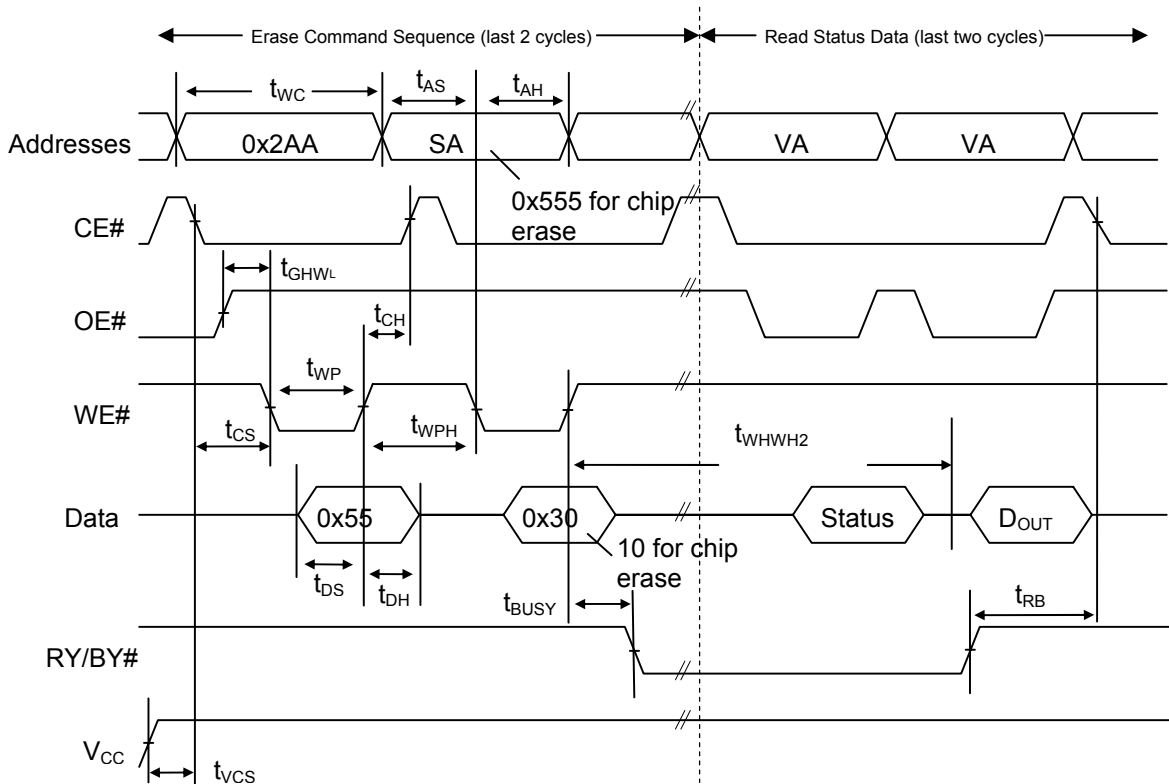 Erase Command Sequence (last 2 cycles)
Read Status Data (last two cycles)
tWC
tAS
tAH
Addresses
0x2AA
SA
VA
VA
0x555 for chip
erase
CE#
tGHWL
OE#
tCH
tWP
WE#
tCS
tWPH
tWHWH2
Data
0x55
0x30
Status
DOUT
10 for chip
erase
tDS
tDH
tBUSY
tRB
RY/BY#
VCC
tVCS